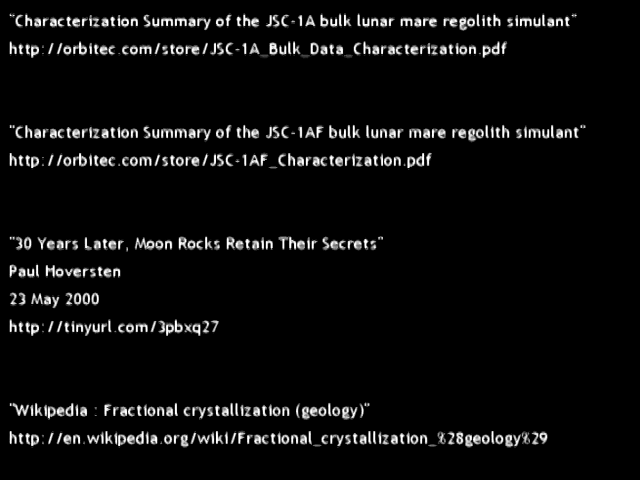 "Characterization Summary of the JSC-1A bulk lunar mare regolith simulant"
http://orbitec.com/store/JSC-1A_Bulk_Data_Characterization.pdf
"Characterization Summary of the JSC-1AF bulk lunar mare regolith simulant"
http://orbitec.com/store/JSC-1AF_Characterization.pdf
"30 Years Later, Moon Rocks Retain Their Secrets"
Paul Hoversten
23 May 2000
http://tinyurl.com/3pbxq27
"Wikipedia : Fractional crystallization (geology)"
http://en.wikipedia.org/wiki/Fractional_crystallization_%28geology%29